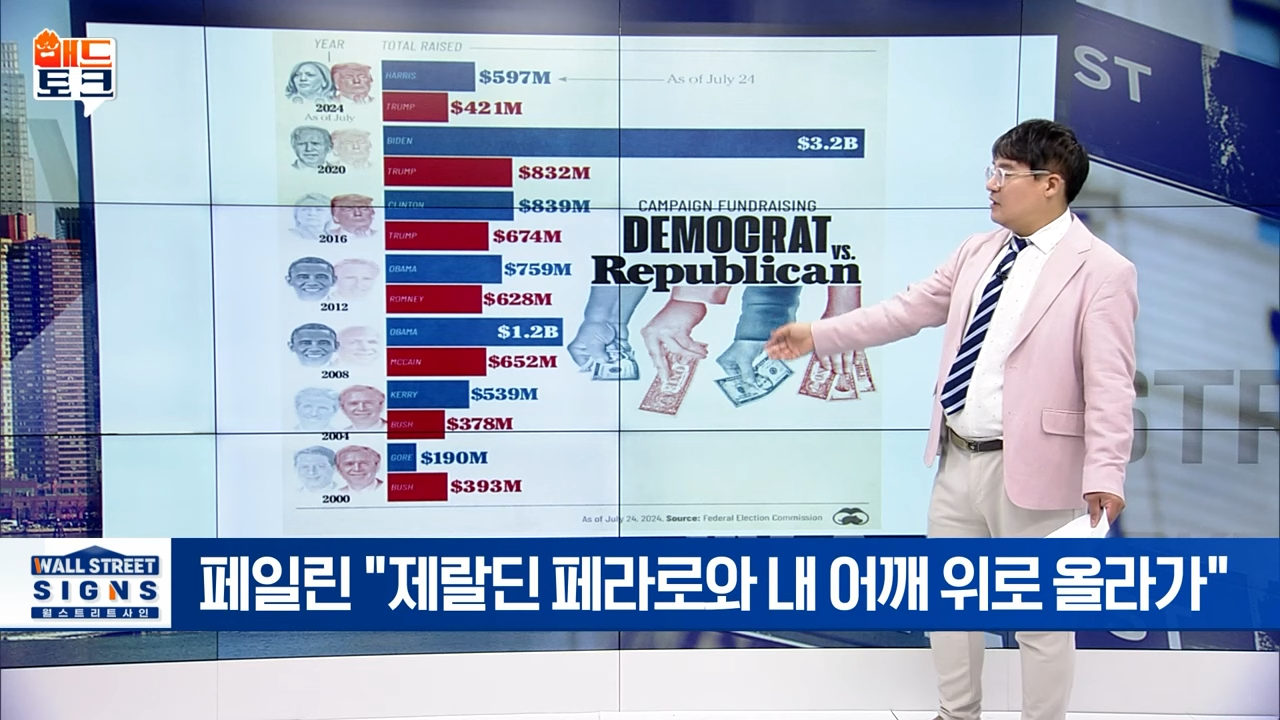 매드
토크
ST
YEAR
TOTAL RAISED
HARRIS
$597M
As of July 24
TRUMP
$421M
2024
As of July
BIDEN
$3.2B
TRUMP
$832M
2020
CLINTON
$839M
TRUMP
$674M
2016
OBAMA
$759M
ROMNEY
$628M
2012
OBAMA
$1.2B
MCCAIN
$652M
2008
KERRY
$539M
BUSH
$378M
2004
GORE
$190M
BUSH
$393M
2000
CAMPAIGN FUNDRAISING
DEMOCRAT
VS.
Republican
STR
As of July 24, 2024. Source: Federal Election Commission
WALL STREET
SIGNS
월스트리트사인
페일린 "제랄딘 페라로와 내 어깨 위로 올라가"